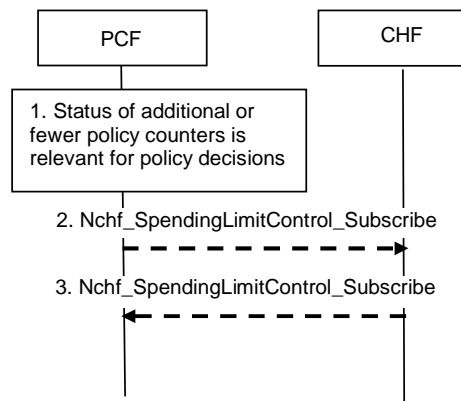 PCF
CHF
1. Status of additional or
fewer policy counters is
relevant for policy decisions
2. Nchf_SpendingLimitControl_Subscribe
3. Nchf_SpendingLimitControl_Subscribe